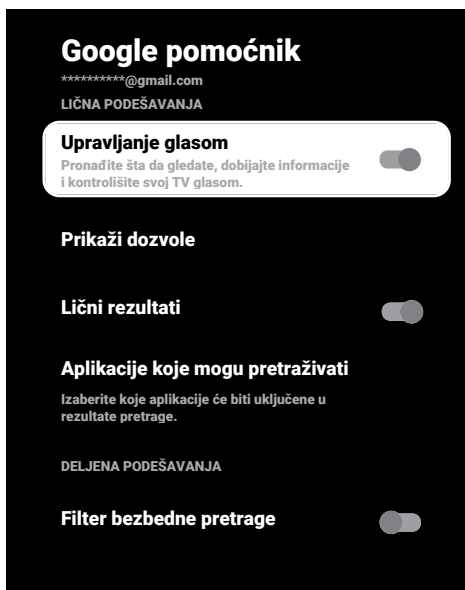 Google pomoćnik
**********@gmail.com
LIČNA PODEŠAVANJA
Upravljanje glasom
Pronađite šta da gledate, dobijajte informacije
i kontrolišite svoj TV glasom.
Prikaži dozvole
Lični rezultati
Aplikacije koje mogu pretraživati
Izaberite koje aplikacije će biti uključene u
rezultate pretrage.
DELJENA PODEŠAVANJA
Filter bezbedne pretrage